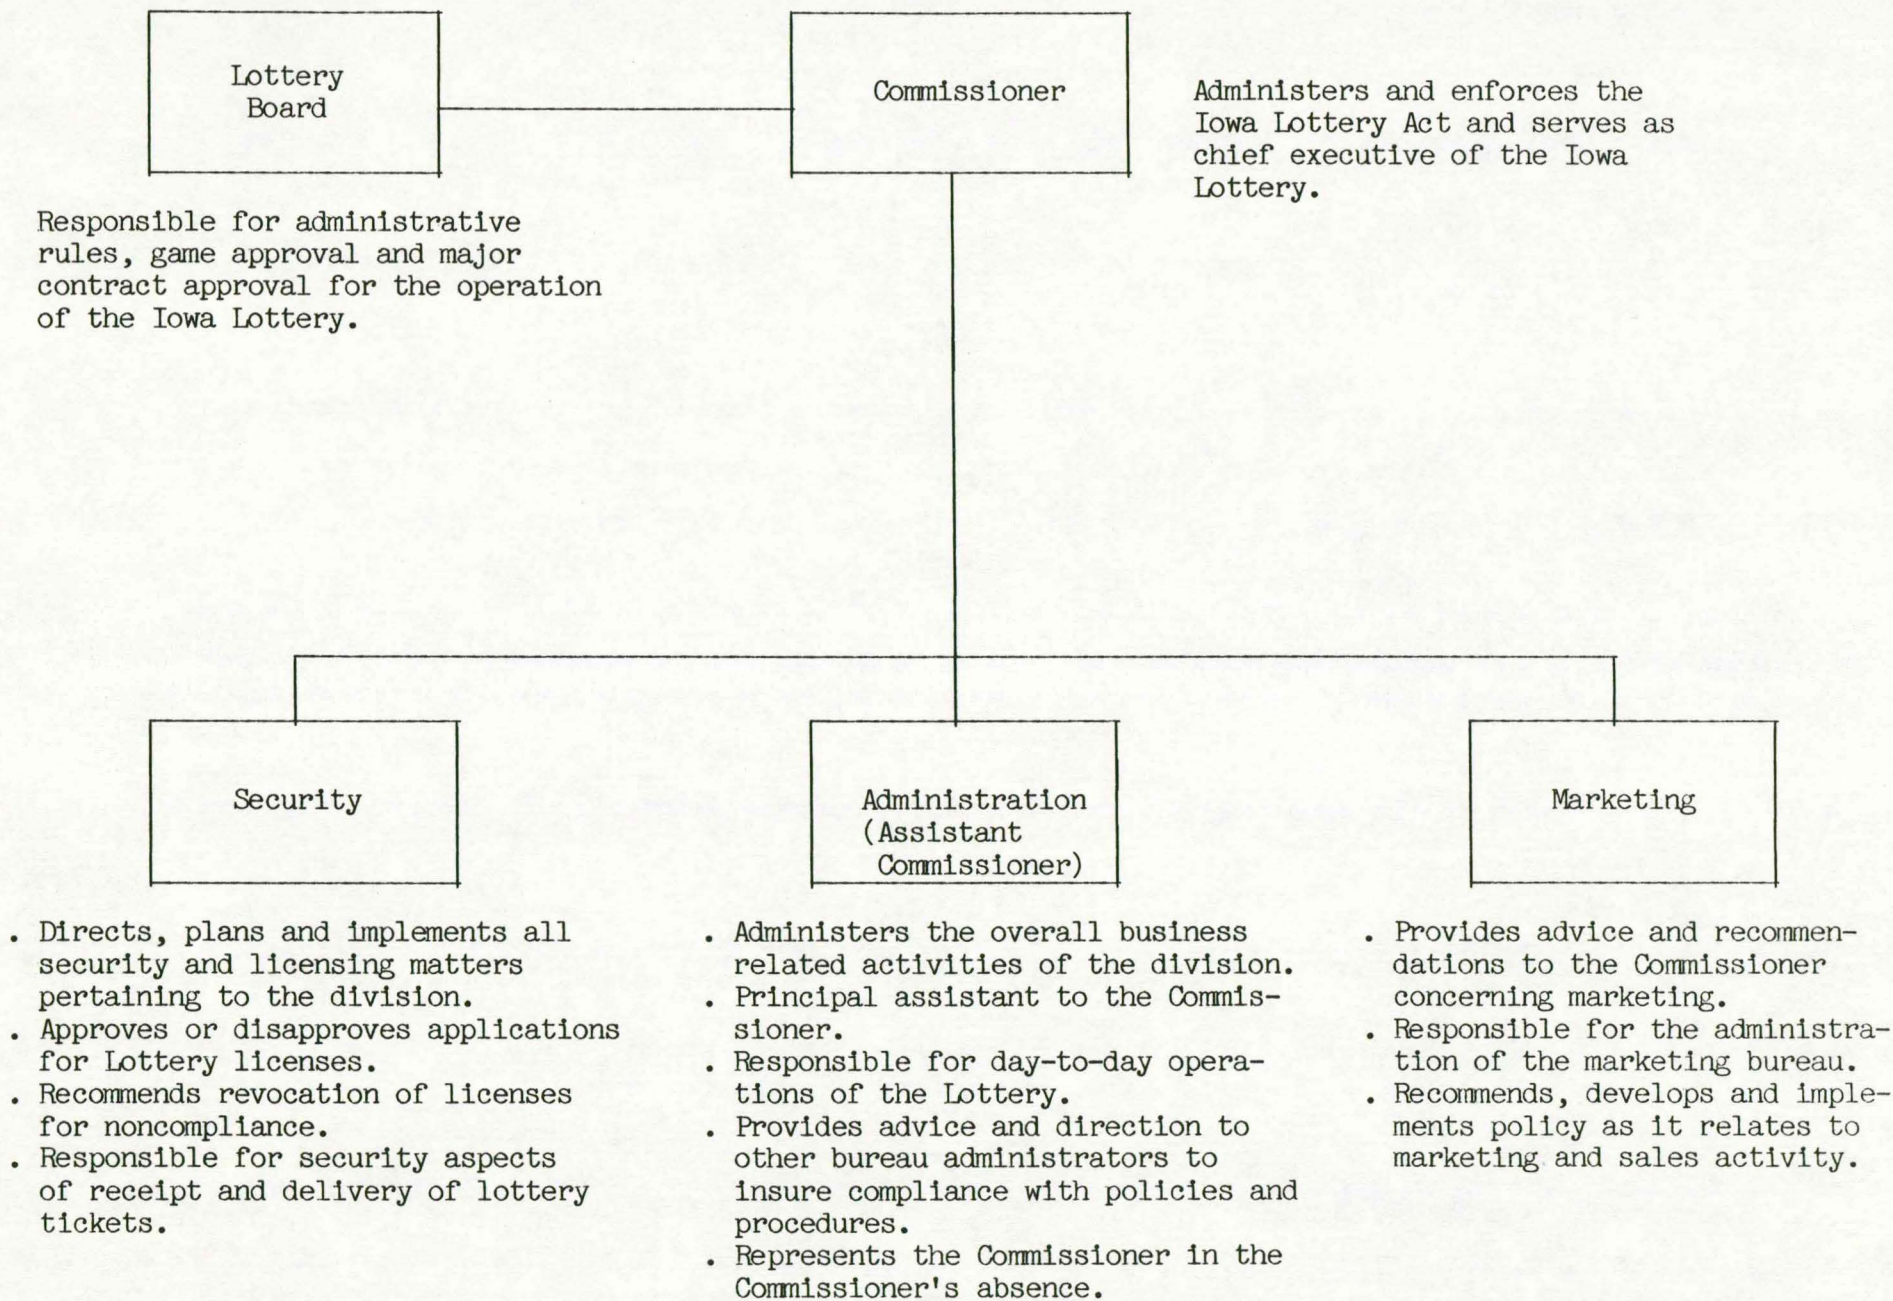 Lottery
Board
Commissioner
Administers and enforces the
Iowa Lottery Act and serves as
chief executive of the Iowa
Lottery.
Responsible for administrative
rules, game approval and major
contract approval for the operation
of the Iowa Lottery.
Security
Administration
(Assistant
Commissioner)
Marketing
. Directs, plans and implements all
security and licensing matters
pertaining to the division.
. Approves or disapproves applications
for Lottery licenses.
. Recommends revocation of licenses
for noncompliance.
. Responsible for security aspects
of receipt and delivery of lottery
tickets.
. Administers the overall business
related activities of the division.
. Principal assistant to the Commis-
sioner.
. Responsible for day-to-day opera-
tions of the Lottery.
. Provides advice and direction to
other bureau administrators to
insure compliance with policies and
procedures.
. Represents the Commissioner in the
Commissioner's absence.
. Provides advice and recommen-
dations to the Commissioner
concerning marketing.
. Responsible for the administra-
tion of the marketing bureau.
. Recommends, develops and imple-
ments policy as it relates to
marketing and sales activity.